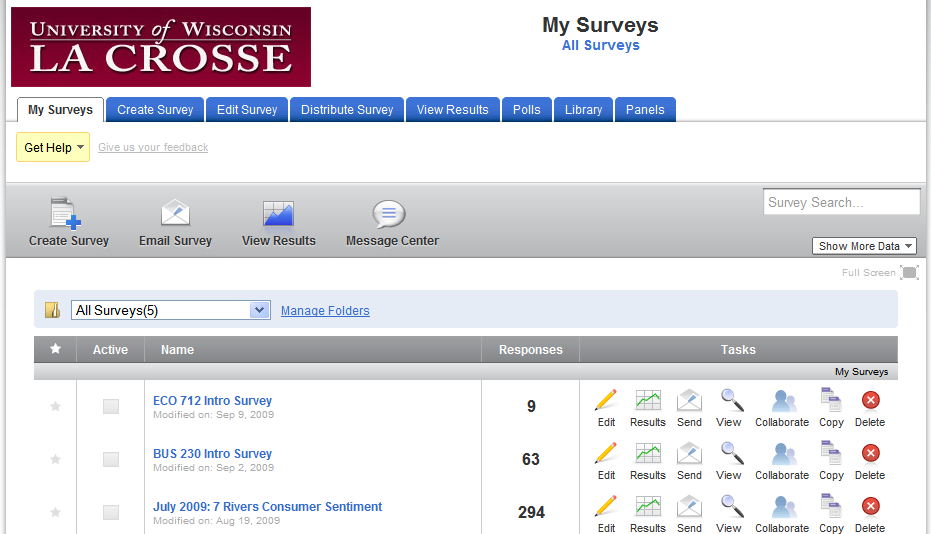 UNIVERSITY of WISCONSIN
LA CROSSE
My Surveys
All Surveys
My Surveys Create Survey Edit Survey Distribute Survey View Results Polls Library Panels
Get Help Give us your feedback
Survey Search...
Create Survey Email Survey View Results Message Center
Show More Data
Full Screen
All Surveys(5) Manage Folders
Active Name Responses Tasks
My Surveys
ECO 712 Intro Survey
Modified on: Sep 9, 2009
9
Edit Results Send View Collaborate Copy Delete
BUS 230 Intro Survey
Modified on: Sep 2, 2009
63
Edit Results Send View Collaborate Copy Delete
July 2009: 7 Rivers Consumer Sentiment
Modified on: Aug 19, 2009
294
Edit Results Send View Collaborate Copy Delete